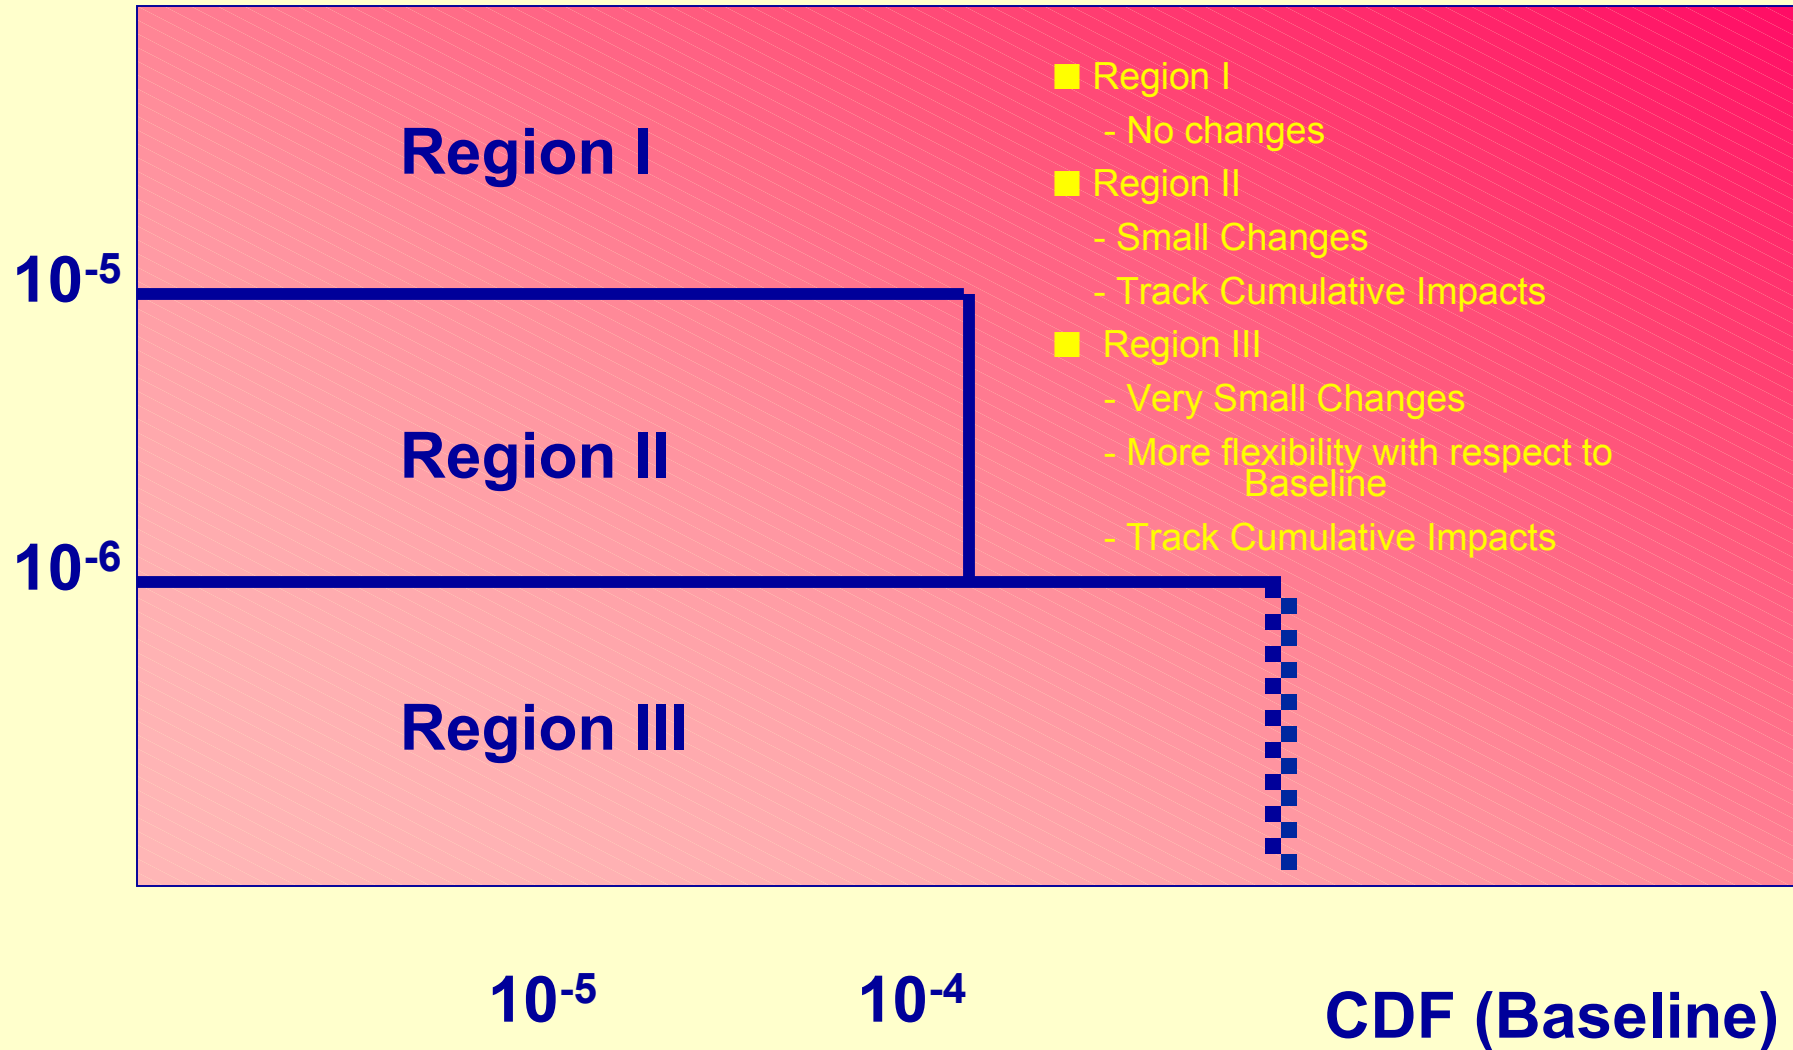 Region I
Region II
Region III
■ Region I
- No changes
■ Region II
- Small Changes
- Track Cumulative Impacts
■ Region III
- Very Small Changes
- More flexibility with respect to
Baseline
- Track Cumulative Impacts
10⁻⁵
10⁻⁶
10⁻⁵
10⁻⁴
CDF (Baseline)